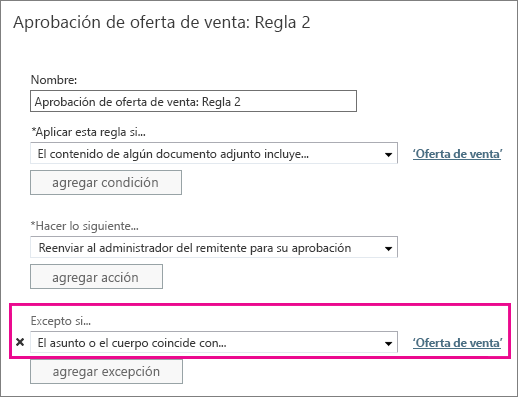 Aprobación de oferta de venta: Regla 2
Nombre:
Aprobación de oferta de venta: Regla 2
*Aplicar esta regla si...
El contenido de algún documento adjunto incluye... ‘Oferta de venta’
agregar condición
*Hacer lo siguiente...
Reenviar al administrador del remitente para su aprobación
agregar acción
Excepto si...
El asunto o el cuerpo coincide con... ‘Oferta de venta’
agregar excepción